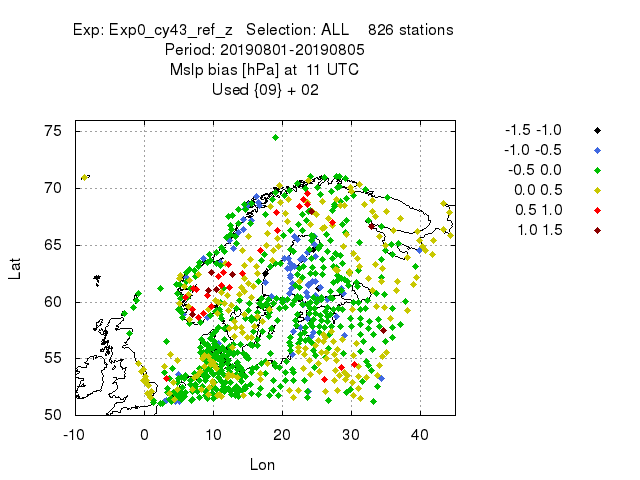 Exp: Exp0_cy43_ref_z   Selection: ALL    826 stations
Period: 20190801-20190805
Mslp bias [hPa] at  11 UTC
Used {09} + 02
-1.5 -1.0
-1.0 -0.5
-0.5 0.0
0.0 0.5
0.5 1.0
1.0 1.5
75
70
65
60
55
50
Lat
-10 0 10 20 30 40
Lon